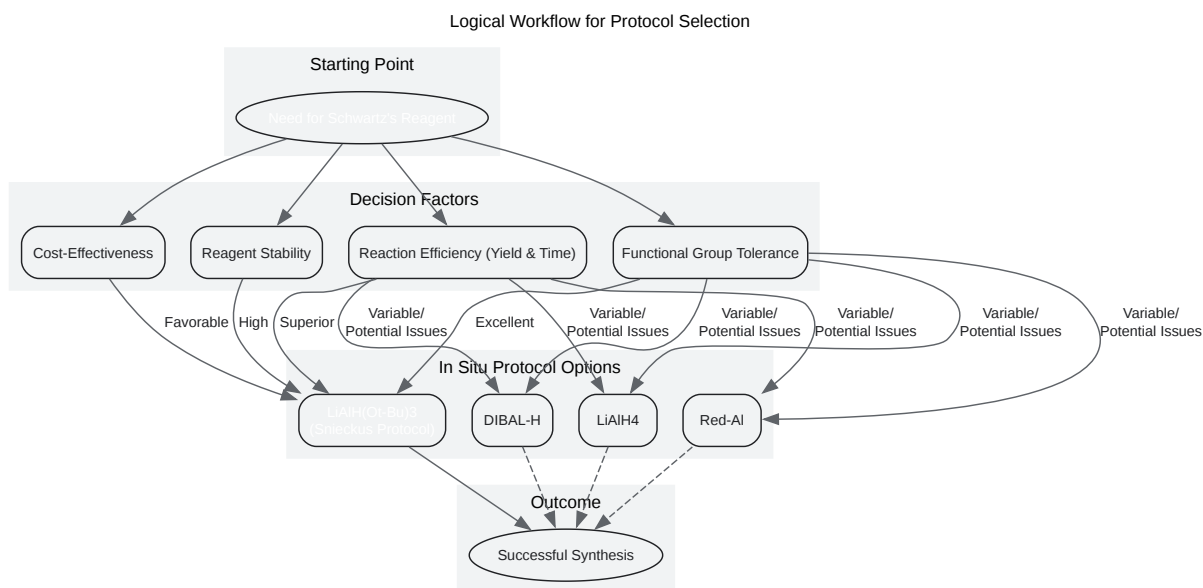 Logical Workflow for Protocol Selection
Starting Point
Need for Schwartz's Reagent
Decision Factors
Cost-Effectiveness
Reagent Stability
Reaction Efficiency (Yield & Time)
Functional Group Tolerance
Favorable
High
Superior
Variable/
Potential Issues
Excellent
Variable/
Potential Issues
Variable/
Potential Issues
Variable/
Potential Issues
Variable/
Potential Issues
Variable/
Potential Issues
In Situ Protocol Options
LiAlH(Ot-Bu)3
(Snieckus Protocol)
DIBAL-H
LiAlH4
Red-Al
Outcome
Successful Synthesis